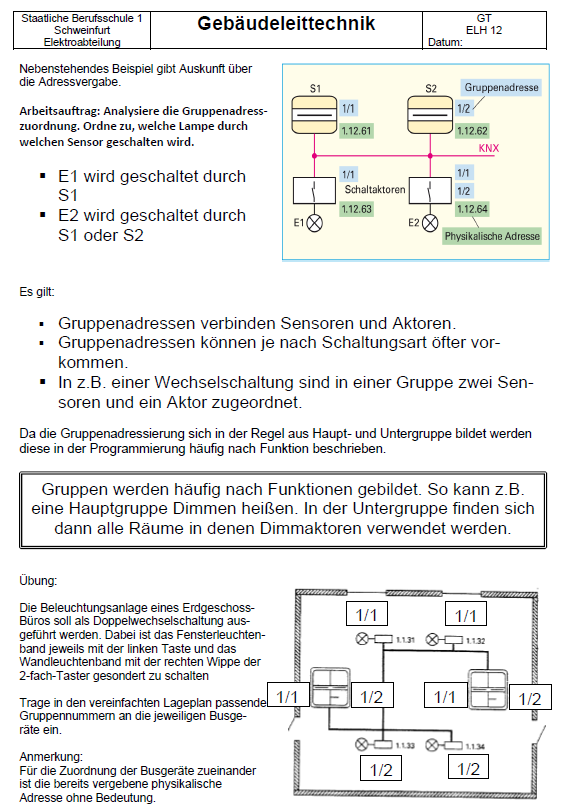 Staatliche Berufsschule 1
Schweinfurt
Elektroabteilung
Gebäudeleittechnik
GT
ELH 12
Datum:
Nebenstehendes Beispiel gibt Auskunft über
die Adressvergabe.
Arbeitsauftrag: Analysiere die Gruppenadress-
zuordnung. Ordne zu, welche Lampe durch
welchen Sensor geschalten wird.
▪ E1 wird geschaltet durch
S1
▪ E2 wird geschaltet durch
S1 oder S2
S1
S2
Gruppenadresse
1/1
1/2
1.12.61
1.12.62
KNX
1/1
1/1
Schaltaktoren
1/2
1.12.63
1.12.64
E1
E2
Physikalische Adresse
Es gilt:
▪ Gruppenadressen verbinden Sensoren und Aktoren.
▪ Gruppenadressen können je nach Schaltungsart öfter vor-
kommen.
▪ In z.B. einer Wechselschaltung sind in einer Gruppe zwei Sen-
soren und ein Aktor zugeordnet.
Da die Gruppenadressierung sich in der Regel aus Haupt- und Untergruppe bildet werden
diese in der Programmierung häufig nach Funktion beschrieben.
Gruppen werden häufig nach Funktionen gebildet. So kann z.B.
eine Hauptgruppe Dimmen heißen. In der Untergruppe finden sich
dann alle Räume in denen Dimmaktoren verwendet werden.
Übung:
Die Beleuchtungsanlage eines Erdgeschoss-
Büros soll als Doppelwechselschaltung aus-
geführt werden. Dabei ist das Fensterleuchten-
band jeweils mit der linken Taste und das
Wandleuchtenband mit der rechten Wippe der
2-fach-Taster gesondert zu schalten
Trage in den vereinfachten Lageplan passende
Gruppennummern an die jeweiligen Busge-
räte ein.
Anmerkung:
Für die Zuordnung der Busgeräte zueinander
ist die bereits vergebene physikalische
Adresse ohne Bedeutung.
1/1
1/1
1.1.31
1.1.32
1/1
1/2
1/1
1/2
1.1.33
1.1.34
1/2
1/2